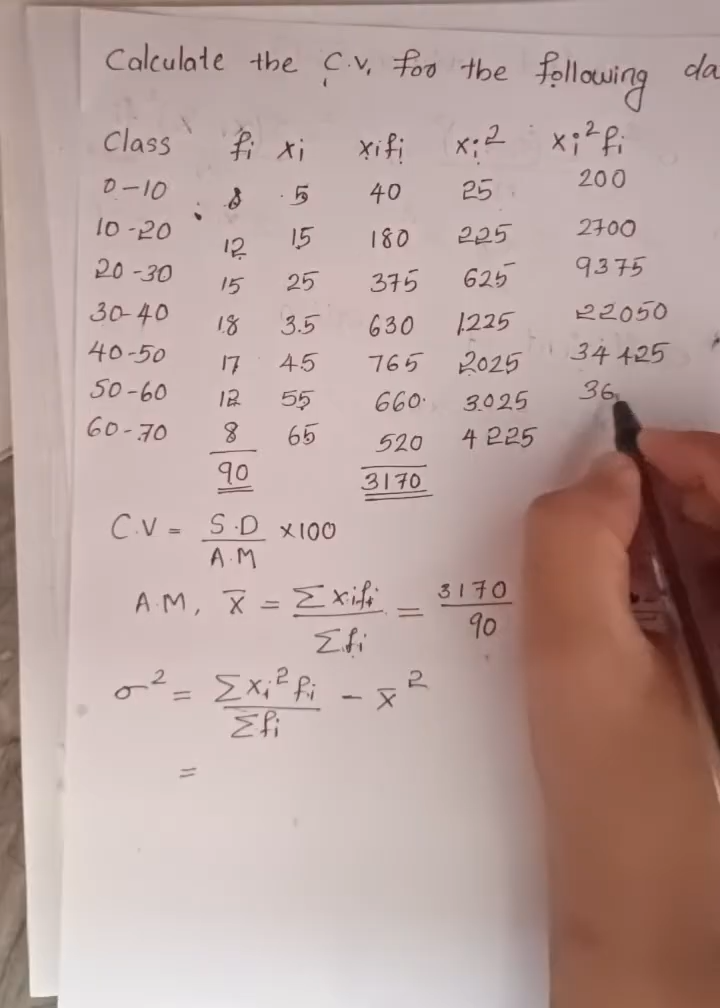 Calculate the C.V. for the following da
Class fi xi xifi xi² xi²fi
0-10 8 5 40 25 200
10-20 12 15 180 225 2700
20-30 15 25 375 625 9375
30-40 18 35 630 1225 22050
40-50 17 45 765 2025 34425
50-60 12 55 660 3025 36
60-70 8 65 520 4225
90 3170
C.V = S.D / A.M ×100
A.M, x̄ = Σxifi / Σfi = 3170 / 90
σ² = Σxi²fi / Σfi - x̄²
=